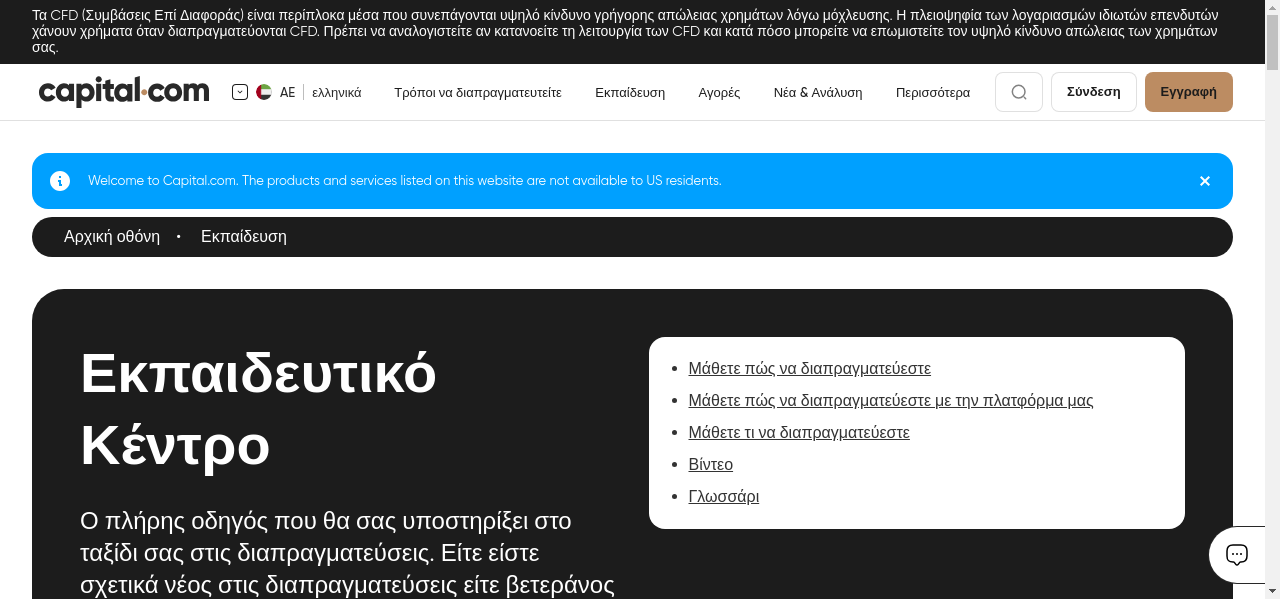 Τα CFD (Συμβάσεις Επί Διαφοράς) είναι περίπλοκα μέσα που συνεπάγονται υψηλό κίνδυνο γρήγορης απώλειας χρημάτων λόγω μόχλευσης. Η πλειοψηφία των λογαριασμών ιδιωτών επενδυτών
χάνουν χρήματα όταν διαπραγματεύονται CFD. Πρέπει να αναλογιστείτε αν κατανοείτε τη λειτουργία των CFD και κατά πόσο μπορείτε να επωμιστείτε τον υψηλό κίνδυνο απώλειας των χρημάτων
σας.
capital.com AE ελληνικά Τρόποι να διαπραγματευτείτε Εκπαίδευση Αγορές Νέα & Ανάλυση Περισσότερα Σύνδεση Εγγραφή
Welcome to Capital.com. The products and services listed on this website are not available to US residents.
Αρχική οθόνη • Εκπαίδευση
Εκπαιδευτικό
Κέντρο
Ο πλήρης οδηγός που θα σας υποστηρίξει στο
ταξίδι σας στις διαπραγματεύσεις. Είτε είστε
σχετικά νέος στις διαπραγματεύσεις είτε βετεράνος
• Μάθετε πώς να διαπραγματεύεστε
• Μάθετε πώς να διαπραγματεύεστε με την πλατφόρμα μας
• Μάθετε τι να διαπραγματεύεστε
• Βίντεο
• Γλωσσάρι